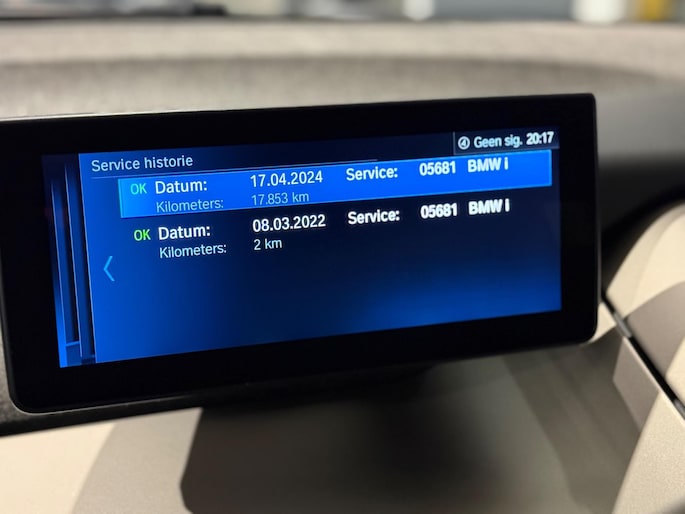 Geen sig. 20:17
Service historie
OK Datum: 17.04.2024 Service: 05681 BMW i
Kilometers: 17.853 km
OK Datum: 08.03.2022 Service: 05681 BMW i
Kilometers: 2 km